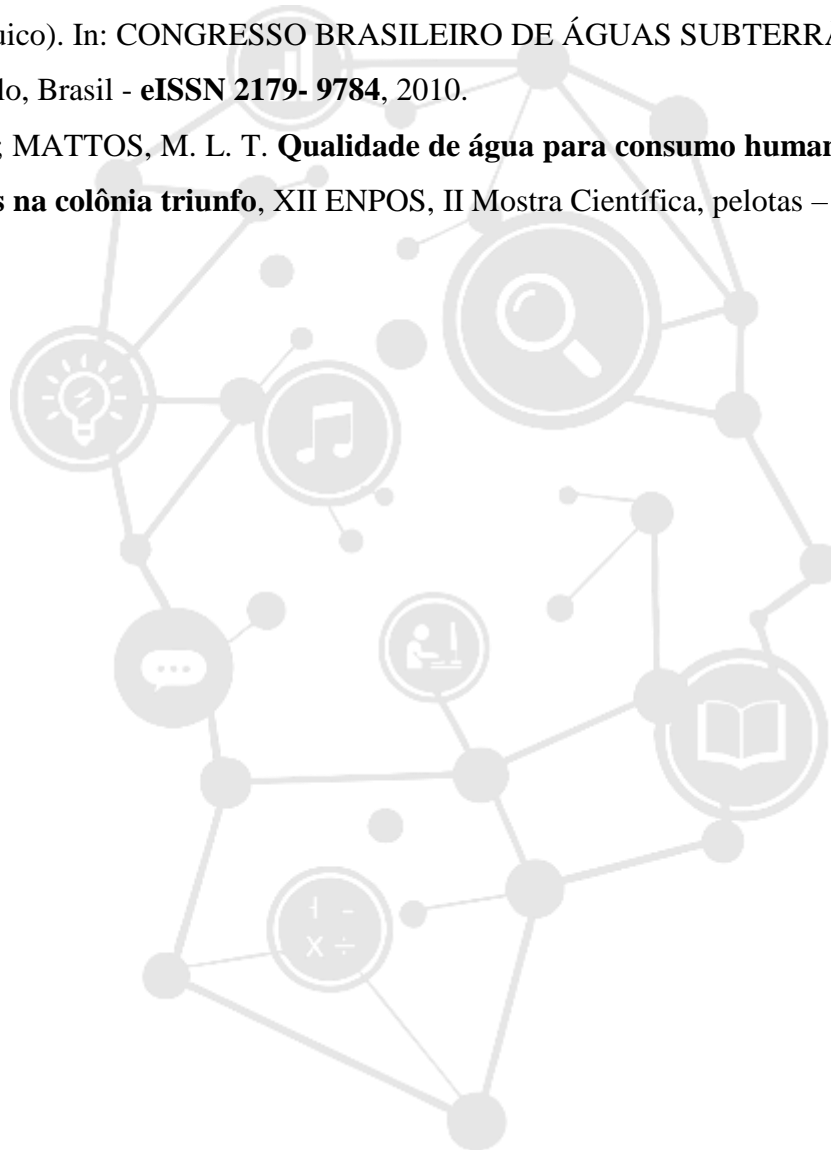 uico). In: CONGRESSO BRASILEIRO DE ÁGUAS SUBTERRA
lo, Brasil - eISSN 2179- 9784, 2010.
; MATTOS, M. L. T. Qualidade de água para consumo human
s na colônia triunfo, XII ENPOS, II Mostra Científica, pelotas –
+ -
x ÷